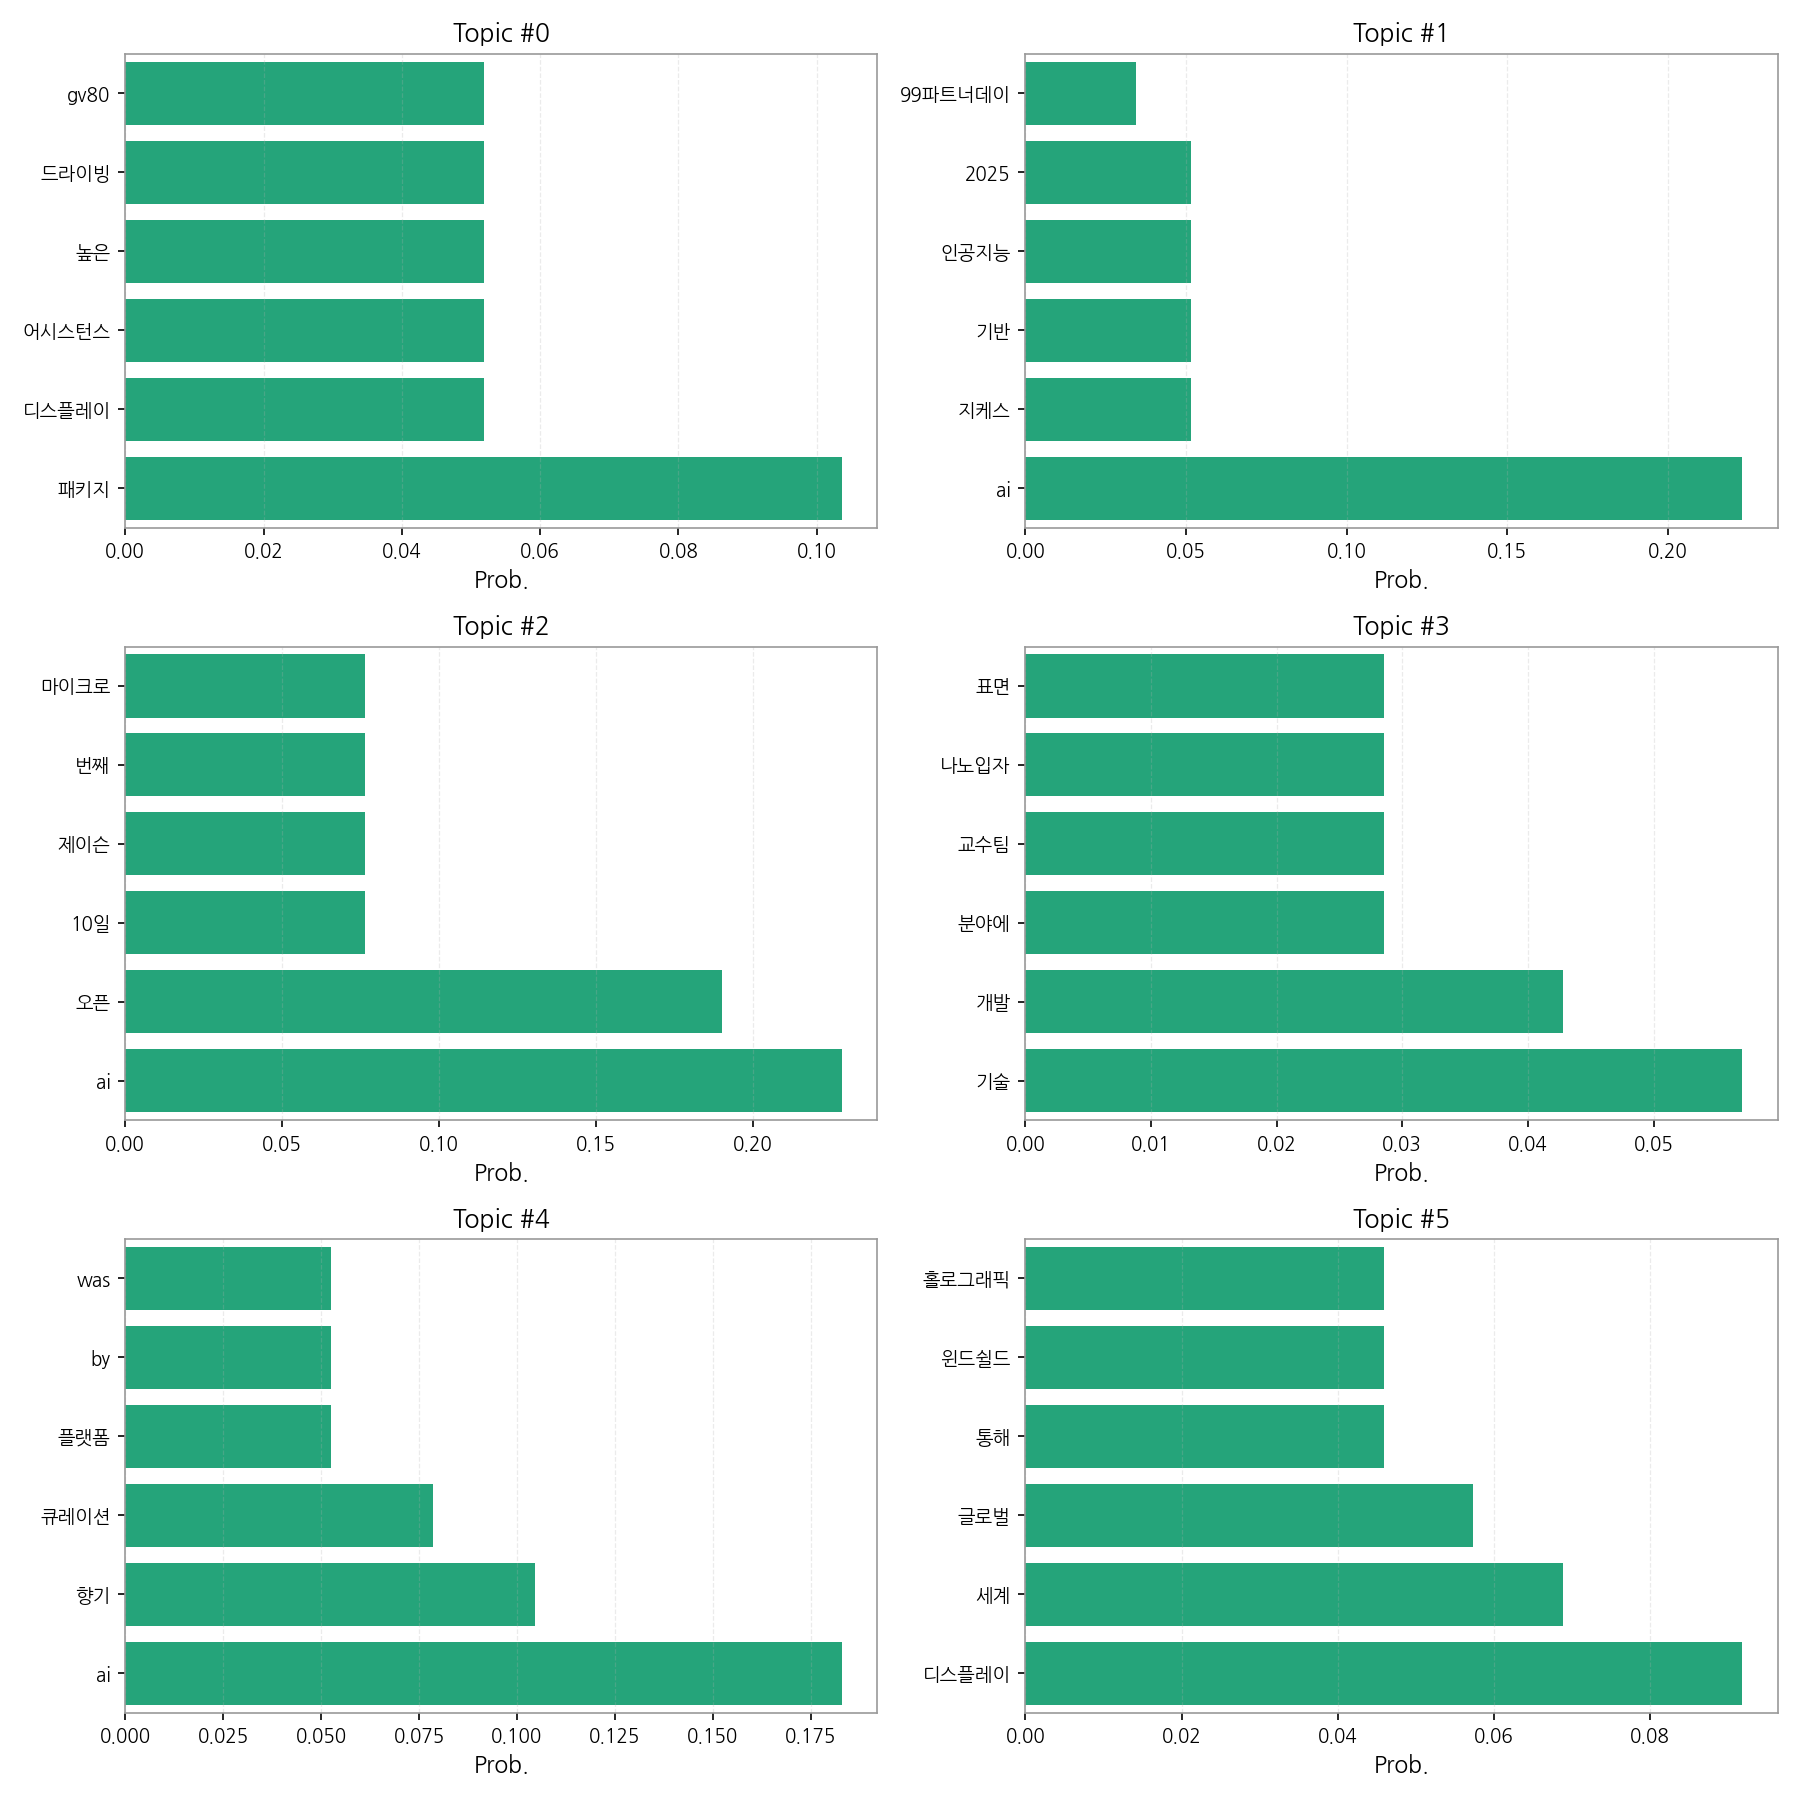 Topic #0
gv80
드라이빙
높은
어시스턴스
디스플레이
패키지
0.00 0.02 0.04 0.06 0.08 0.10
Prob.
Topic #1
99파트너데이
2025
인공지능
기반
지케스
ai
0.00 0.05 0.10 0.15 0.20
Prob.
Topic #2
마이크로
번째
제이슨
10일
오픈
ai
0.00 0.05 0.10 0.15 0.20
Prob.
Topic #3
표면
나노입자
교수팀
분야에
개발
기술
0.00 0.01 0.02 0.03 0.04 0.05
Prob.
Topic #4
was
by
플랫폼
큐레이션
향기
ai
0.000 0.025 0.050 0.075 0.100 0.125 0.150 0.175
Prob.
Topic #5
홀로그래픽
윈드쉴드
통해
글로벌
세계
디스플레이
0.00 0.02 0.04 0.06 0.08
Prob.